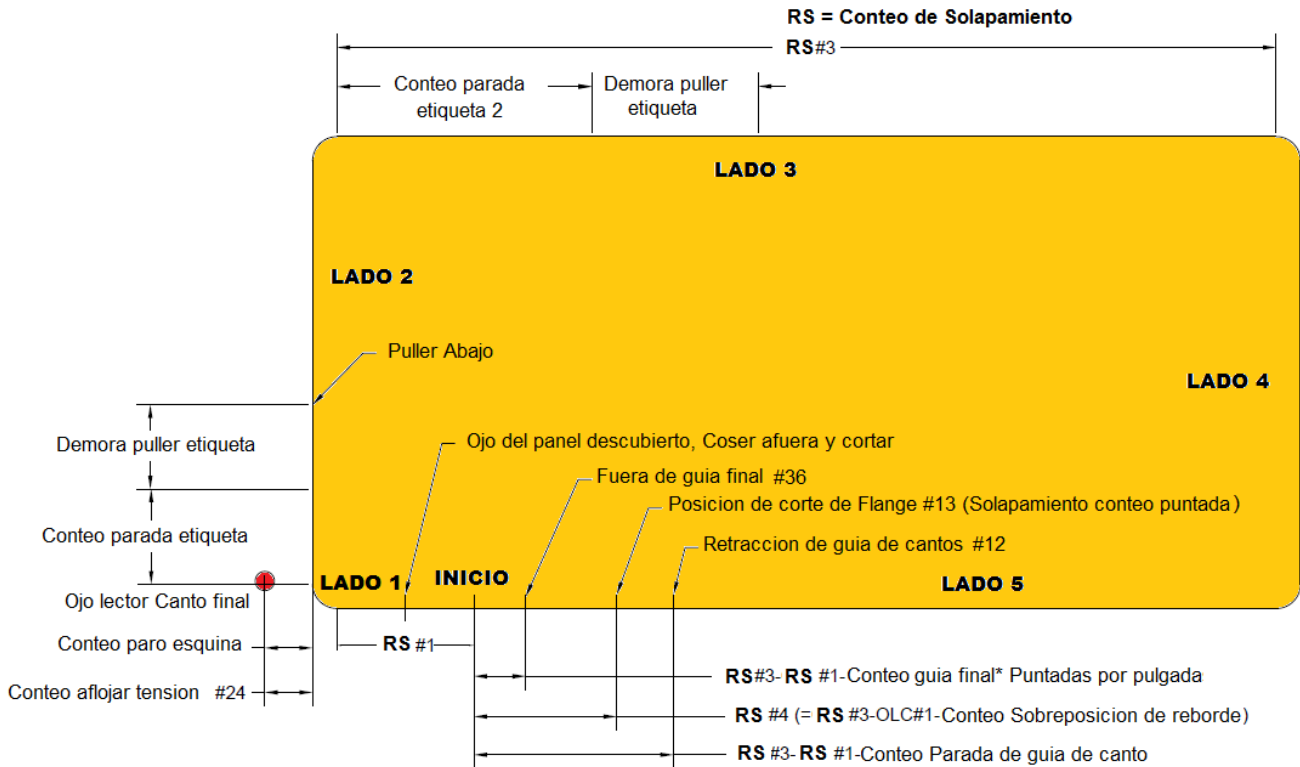 RS = Conteo de Solapamiento
RS#3
Conteo parada
etiqueta 2
Demora puller
etiqueta
LADO 3
LADO 2
Puller Abajo
LADO 4
Demora puller etiqueta
Ojo del panel descubierto, Coser afuera y cortar
Fuera de guia final #36
Posicion de corte de Flange #13 (Solapamiento conteo puntada)
Conteo parada etiqueta
Retraccion de guia de cantos #12
LADO 1
INICIO
LADO 5
Ojo lector Canto final
Conteo paro esquina
RS #1
RS#3-RS #1-Conteo guia final* Puntadas por pulgada
Conteo aflojar tension #24
RS #4 (= RS #3-OLC#1-Conteo Sobreposicion de reborde)
RS #3-RS #1-Conteo Parada de guia de canto